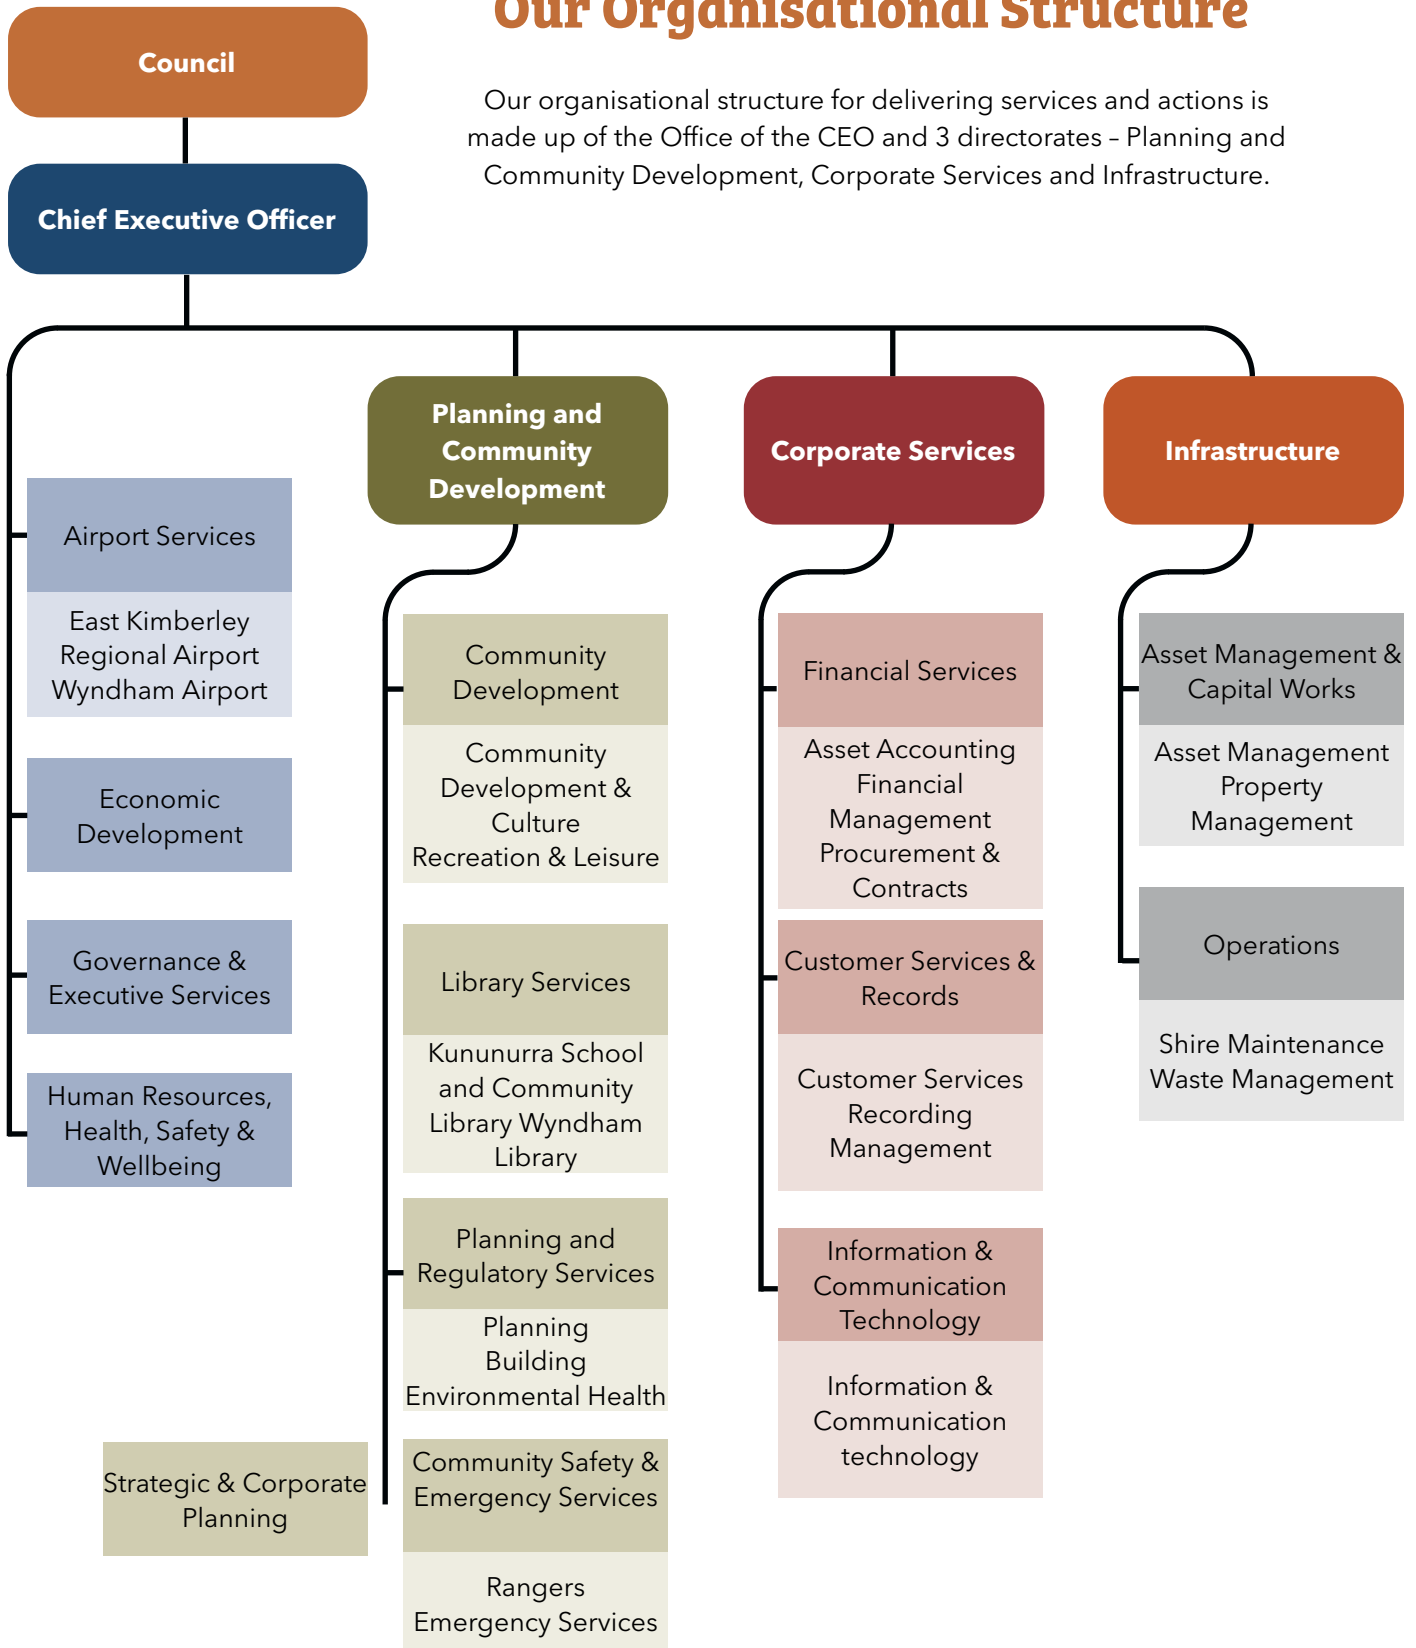 Our Organisational Structure
Council
Our organisational structure for delivering services and actions is
made up of the Office of the CEO and 3 directorates – Planning and
Community Development, Corporate Services and Infrastructure.
Chief Executive Officer
Planning and
Community
Development
Corporate Services
Infrastructure
Airport Services
East Kimberley
Regional Airport
Wyndham Airport
Economic
Development
Governance &
Executive Services
Human Resources,
Health, Safety &
Wellbeing
Community
Development
Community
Development &
Culture
Recreation & Leisure
Library Services
Kununurra School
and Community
Library Wyndham
Library
Planning and
Regulatory Services
Planning
Building
Environmental Health
Strategic & Corporate
Planning
Community Safety &
Emergency Services
Rangers
Emergency Services
Financial Services
Asset Accounting
Financial
Management
Procurement &
Contracts
Customer Services &
Records
Customer Services
Recording
Management
Information &
Communication
Technology
Information &
Communication
technology
Asset Management &
Capital Works
Asset Management
Property
Management
Operations
Shire Maintenance
Waste Management